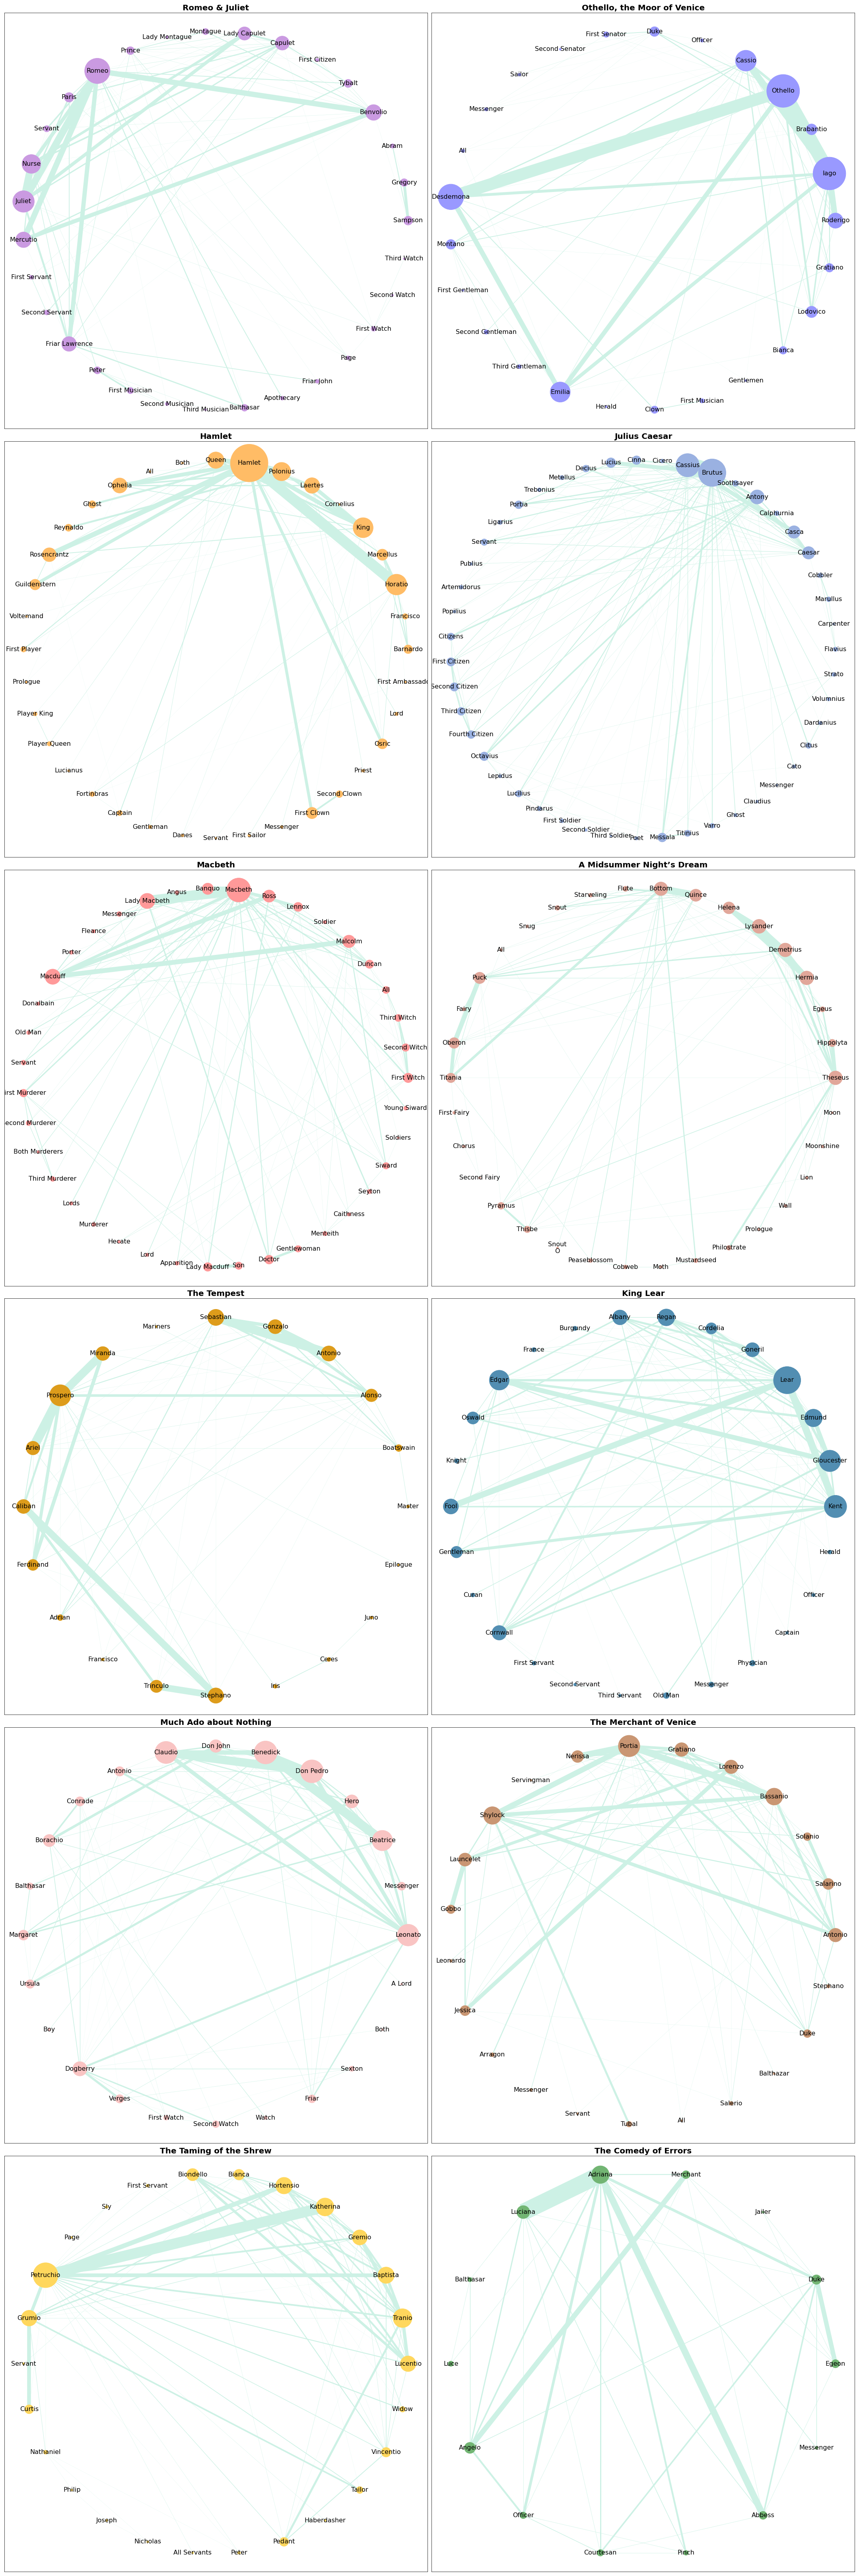 Romeo & Juliet
Montague
Lady Capulet
Lady Montague
Capulet
Prince
First Citizen
Romeo
Tybalt
Paris
Benvolio
Servant
Abram
Nurse
Gregory
Juliet
Sampson
Mercutio
Third Watch
First Servant
Second Watch
Second Servant
First Watch
Friar Lawrence
Page
Peter
Friar John
First Musician
Apothecary
Second Musician
Balthasar
Third Musician
Othello, the Moor of Venice
Duke
First Senator
Officer
Second Senator
Cassio
Sailor
Othello
Messenger
Brabantio
All
Iago
Desdemona
Roderigo
Montano
Gratiano
First Gentleman
Lodovico
Second Gentleman
Bianca
Third Gentleman
Gentlemen
Emilia
First Musician
Herald
Clown
Hamlet
Queen
Hamlet
Both
All
Polonius
Ophelia
Laertes
Ghost
Cornelius
Reynaldo
King
Rosencrantz
Marcellus
Guildenstern
Horatio
Voltemand
Francisco
First Player
Barnardo
Prologue
First Ambassado
Player King
Lord
Player Queen
Osric
Lucianus
Priest
Fortinbras
Second Clown
Captain
First Clown
Gentleman
Messenger
Danes
Servant
First Sailor
Julius Caesar
Cinna
Cicero
Lucius
Cassius
Decius
Brutus
Metellus
Soothsayer
Trebonius
Antony
Portia
Calphurnia
Ligarius
Casca
Servant
Caesar
Publius
Cobbler
Artemidorus
Marullus
Popilius
Carpenter
Citizens
Flavius
First Citizen
Strato
Second Citizen
Volumnius
Third Citizen
Dardanius
Fourth Citizen
Clitus
Octavius
Cato
Lepidus
Messenger
Lucilius
Claudius
Pindarus
Ghost
First Soldier
Varro
Second Soldier
Titinius
Third Soldier
Poet
Messala
Macbeth
Banquo
Macbeth
Angus
Ross
Lady Macbeth
Lennox
Messenger
Soldier
Fleance
Malcolm
Porter
Duncan
Macduff
All
Donalbain
Third Witch
Old Man
Second Witch
Servant
First Witch
irst Murderer
Young Siward
econd Murderer
Soldiers
Both Murderers
Siward
Third Murderer
Seyton
Lords
Caithness
Murderer
Menteith
Hecate
Gentlewoman
Lord
Doctor
Apparition
Son
Lady Macduff
A Midsummer Night’s Dream
Flute
Bottom
Starveling
Quince
Snout
Helena
Snug
Lysander
All
Demetrius
Puck
Hermia
Fairy
Egeus
Oberon
Hippolyta
Titania
Theseus
First Fairy
Moon
Chorus
Moonshine
Second Fairy
Lion
Pyramus
Wall
Thisbe
Prologue
Snout
O
Philostrate
Peaseblossom
Mustardseed
Cobweb
Moth
The Tempest
Sebastian
Mariners
Gonzalo
Miranda
Antonio
Prospero
Alonso
Ariel
Boatswain
Caliban
Master
Ferdinand
Epilogue
Adrian
Juno
Francisco
Ceres
Trinculo
Iris
Stephano
King Lear
Albany
Regan
Burgundy
Cordelia
France
Goneril
Edgar
Lear
Oswald
Edmund
Knight
Gloucester
Fool
Kent
Gentleman
Herald
Curan
Officer
Cornwall
Captain
First Servant
Physician
Second Servant
Messenger
Third Servant
Old Man
Much Ado about Nothing
Don John
Claudio
Benedick
Antonio
Don Pedro
Conrade
Hero
Borachio
Beatrice
Balthasar
Messenger
Margaret
Leonato
Ursula
A Lord
Boy
Both
Dogberry
Sexton
Verges
Friar
First Watch
Watch
Second Watch
The Merchant of Venice
Portia
Gratiano
Nerissa
Lorenzo
Servingman
Bassanio
Shylock
Solanio
Launcelet
Salarino
Gobbo
Antonio
Leonardo
Stephano
Jessica
Duke
Arragon
Balthazar
Messenger
Salerio
Servant
All
Tubal
The Taming of the Shrew
Biondello
Bianca
First Servant
Hortensio
Sly
Katherina
Page
Gremio
Petruchio
Baptista
Grumio
Tranio
Servant
Lucentio
Curtis
Widow
Nathaniel
Vincentio
Philip
Tailor
Joseph
Haberdasher
Nicholas
Pedant
All Servants
Peter
The Comedy of Errors
Adriana
Merchant
Luciana
Jailer
Balthasar
Duke
Luce
Egeon
Angelo
Messenger
Officer
Abbess
Courtesan
Pinch